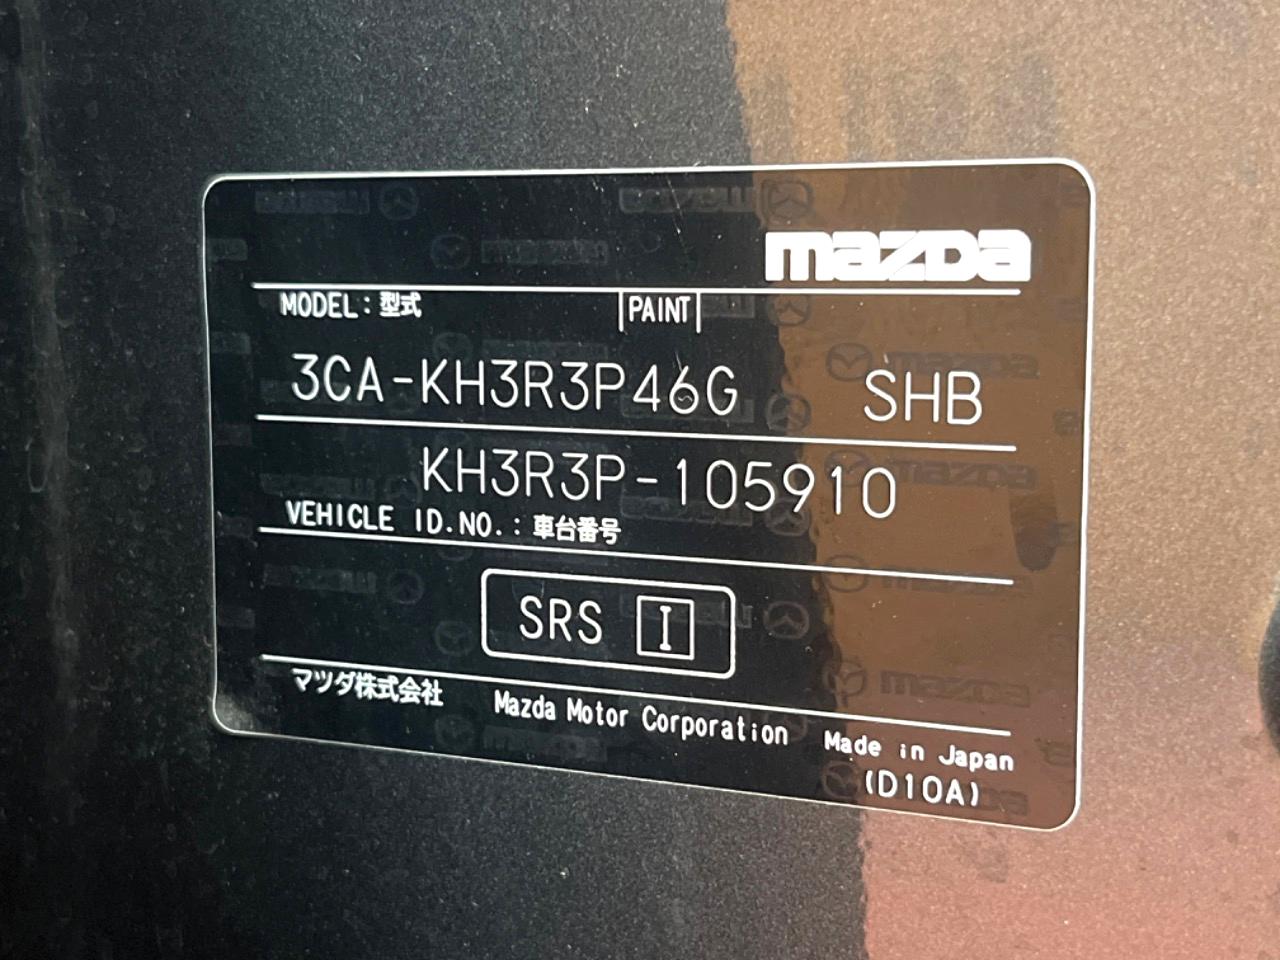 mazda
MODEL: 型式 PAINT
3CA-KH3R3P46G SHB
KH3R3P-105910
VEHICLE ID.NO.: 車台番号
SRS I
マツダ株式会社 Mazda Motor Corporation Made in Japan
(D10A)